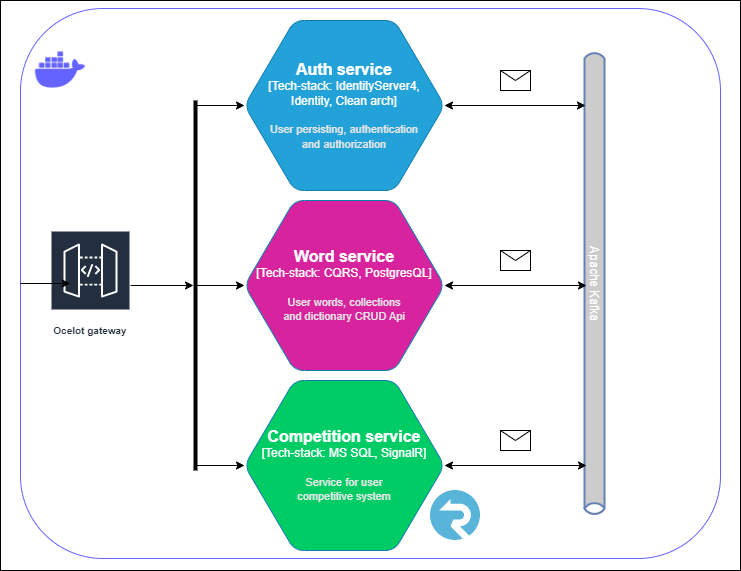 Auth service
[Tech-stack: IdentityServer4,
Identity, Clean arch]
User persisting, authentication
and authorization
Word service
[Tech-stack: CQRS, PostgresQL]
User words, collections
and dictionary CRUD Api
</>
Ocelot gateway
Apache Kafka
Competition service
[Tech-stack: MS SQL, SignalR]
Service for user
competitive system